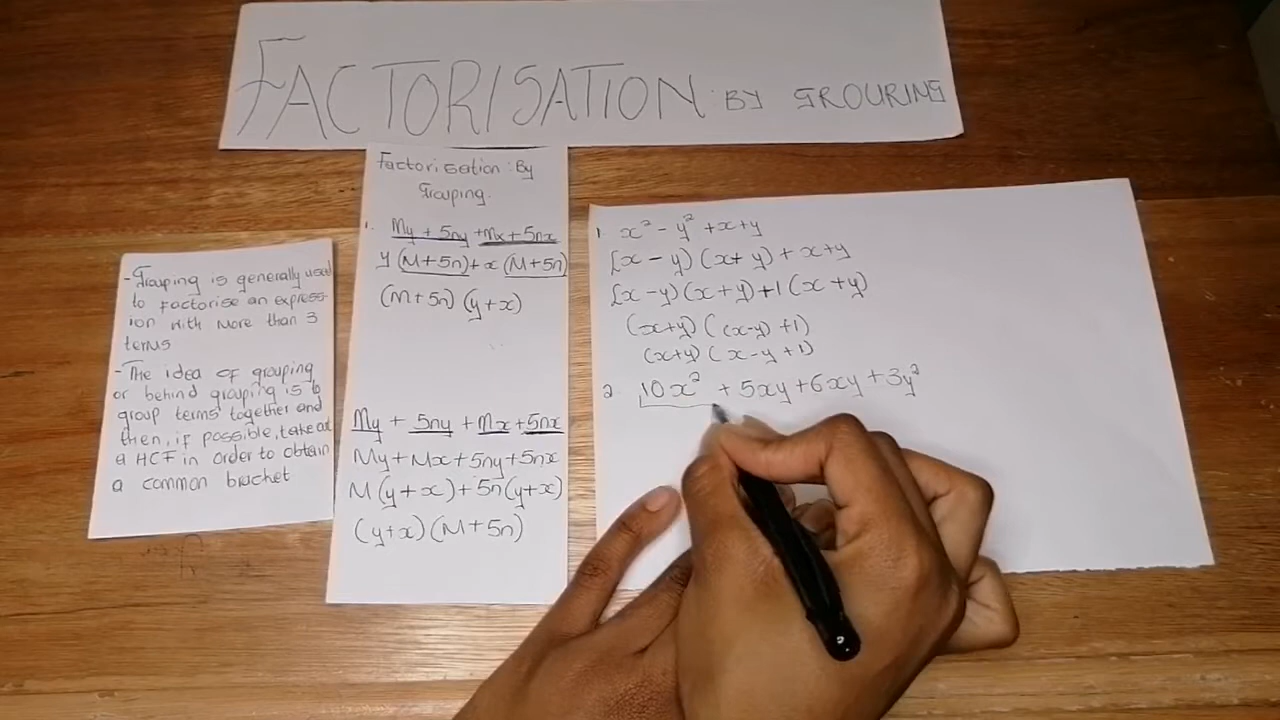 FACTORISATION : BY GROURING
- Grouping is generally used
to factorise an express-
ion with more than 3
terms
- The idea of grouping
or behind grouping is to
group terms together and
then, if possible, take out
a HCF in order to obtain
a common bracket
Factorisation : By
Grouping.
1. My + 5ny + Mx + 5nx
y (M+5n) + x (M+5n)
(M+5n) (y+x)
My + 5ny + Mx + 5nx
My + Mx + 5ny + 5nx
M(y+x) + 5n(y+x)
(y+x) (M+5n)
1. x² - y² + x + y
(x - y) (x + y) + x + y
(x - y) (x + y) + 1 (x + y)
(x+y) ( (x-y) + 1)
(x+y) ( x - y + 1)
2. 10x² + 5xy + 6xy + 3y²